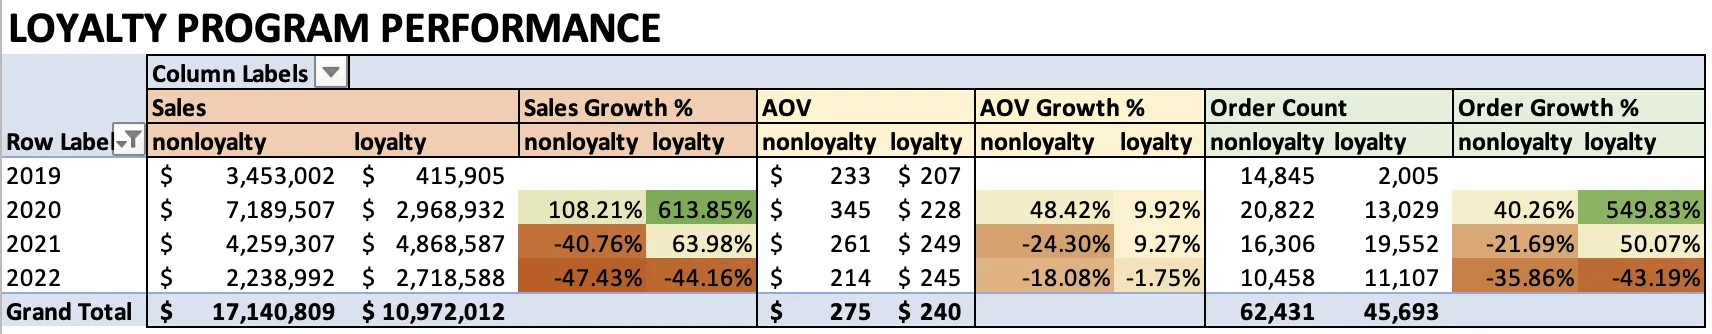 LOYALTY PROGRAM PERFORMANCE
Column Labels
Sales Sales Growth % AOV AOV Growth % Order Count Order Growth %
Row Label nonloyalty loyalty nonloyalty loyalty nonloyalty loyalty nonloyalty loyalty nonloyalty loyalty nonloyalty loyalty
2019 $ 3,453,002 $ 415,905 $ 233 $ 207 14,845 2,005
2020 $ 7,189,507 $ 2,968,932 108.21% 613.85% $ 345 $ 228 48.42% 9.92% 20,822 13,029 40.26% 549.83%
2021 $ 4,259,307 $ 4,868,587 -40.76% 63.98% $ 261 $ 249 -24.30% 9.27% 16,306 19,552 -21.69% 50.07%
2022 $ 2,238,992 $ 2,718,588 -47.43% -44.16% $ 214 $ 245 -18.08% -1.75% 10,458 11,107 -35.86% -43.19%
Grand Total $ 17,140,809 $ 10,972,012 $ 275 $ 240 62,431 45,693